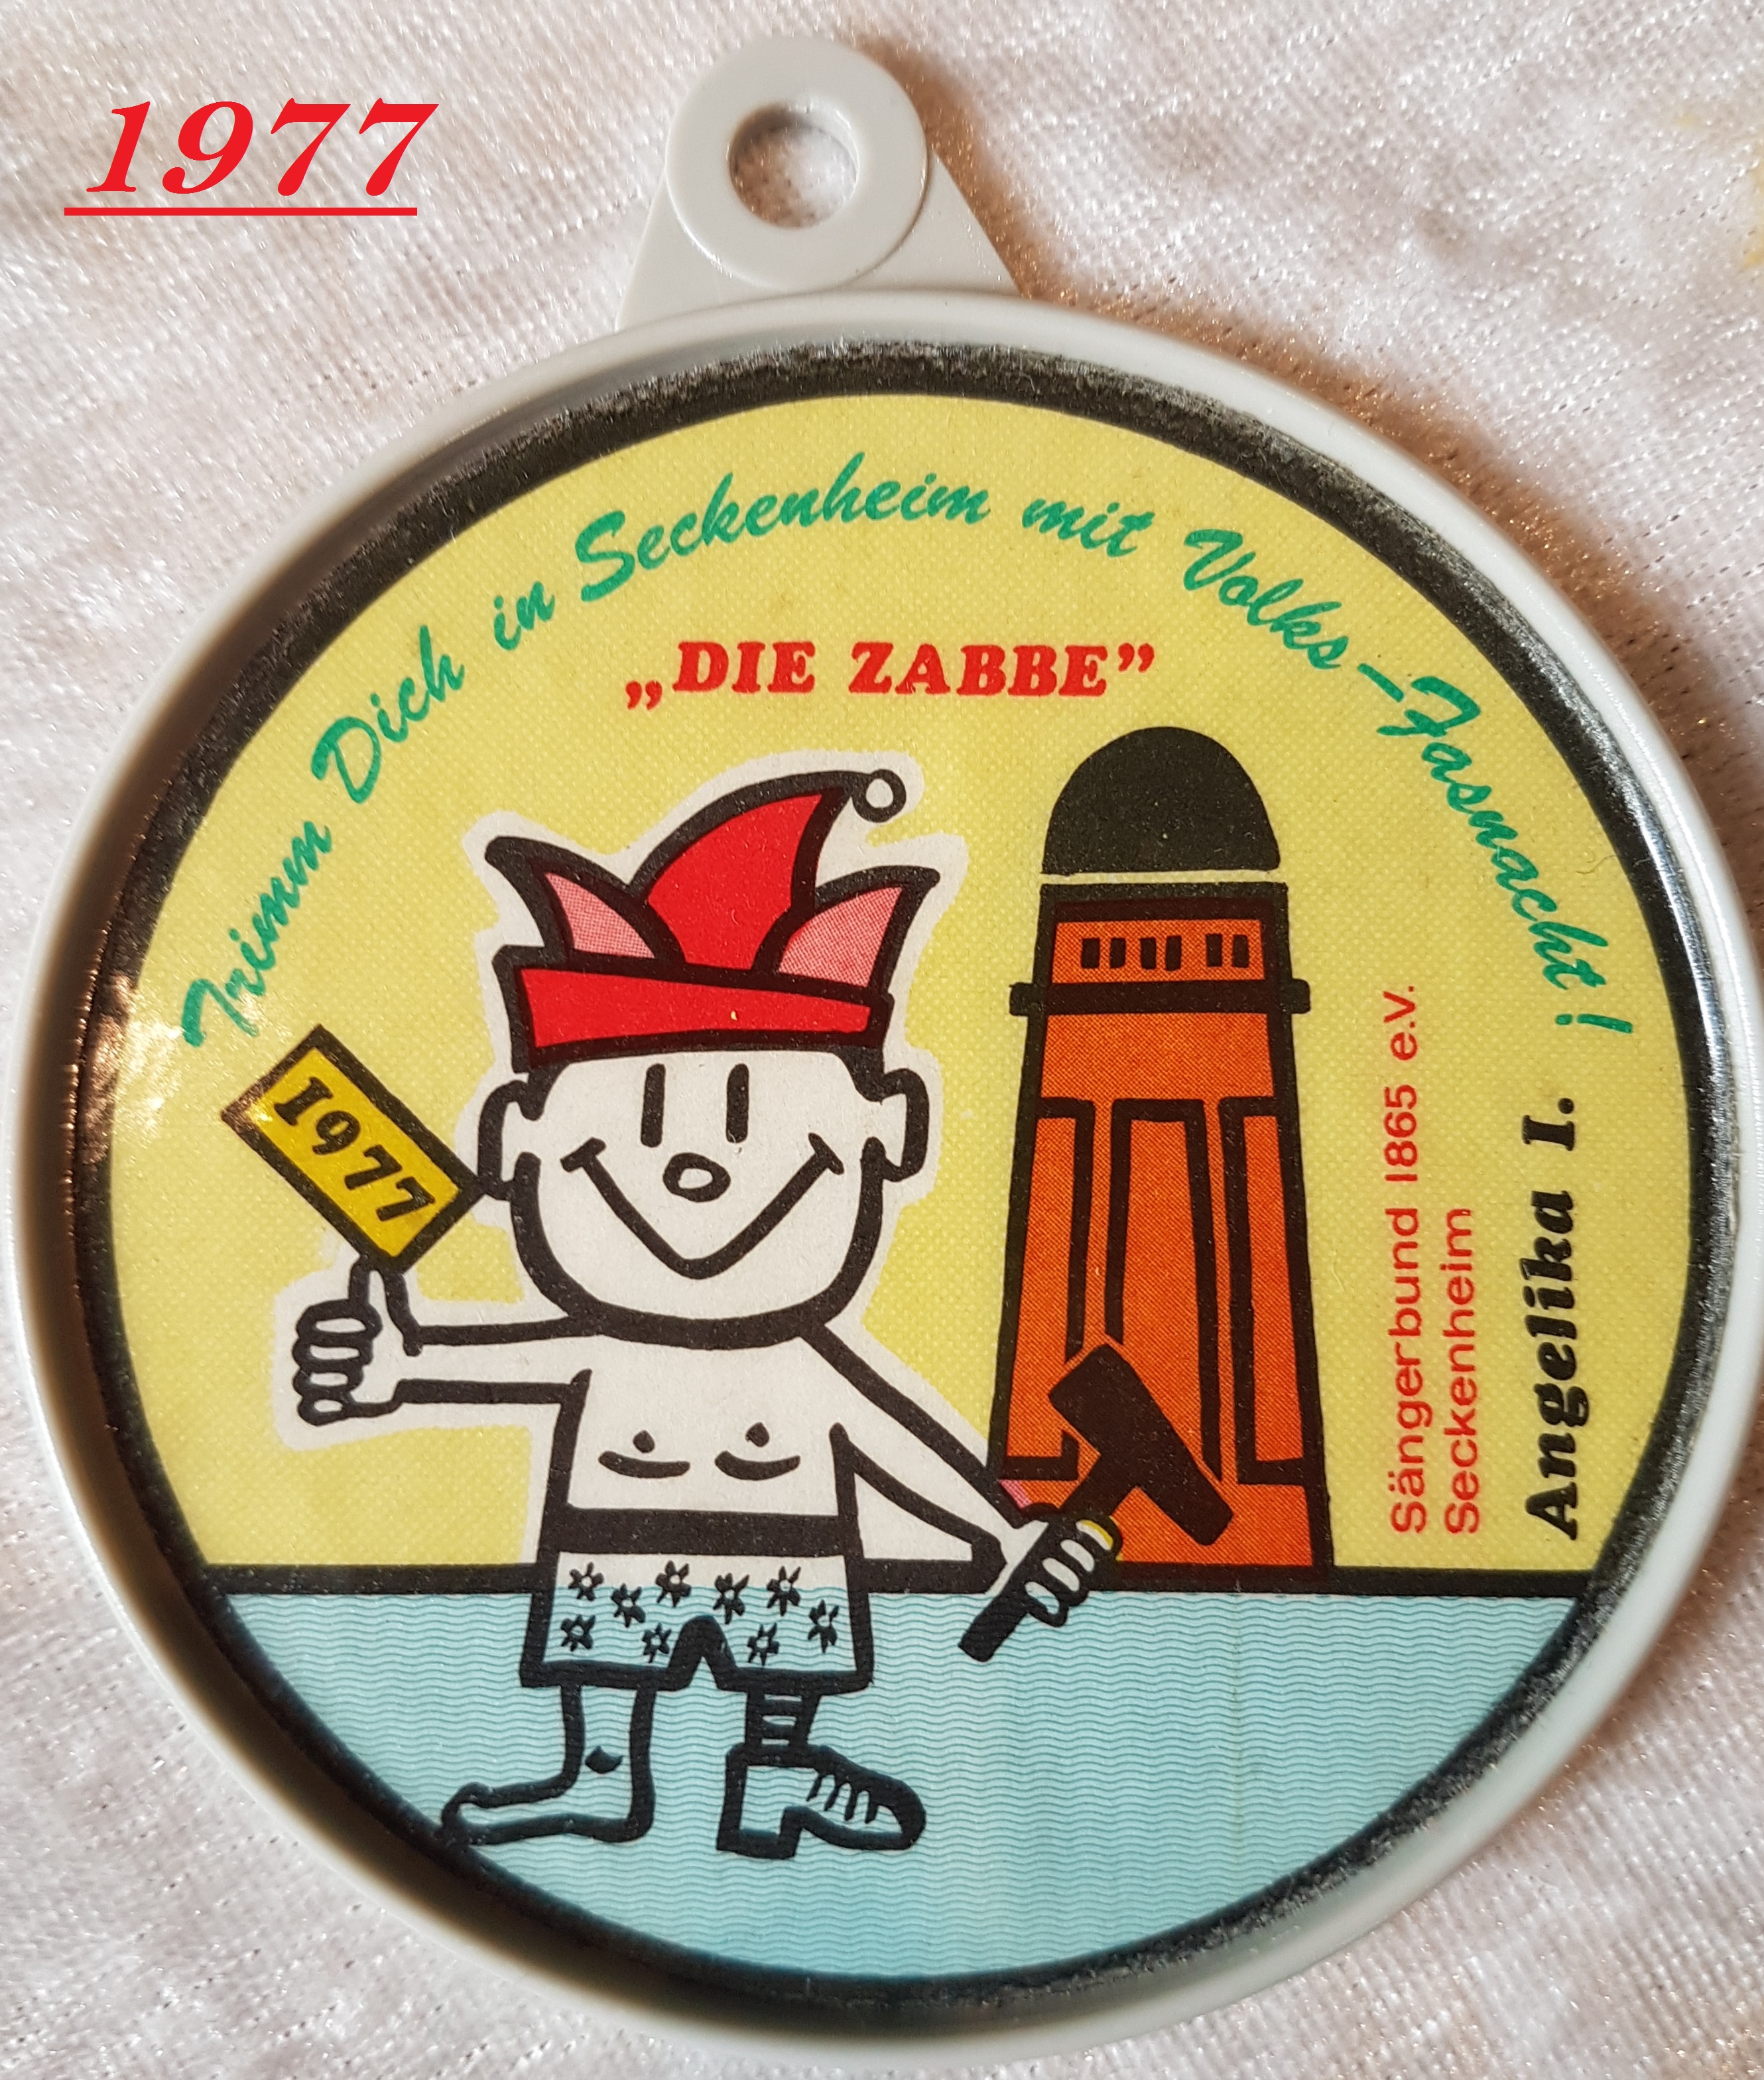 1977
Trimm Dich in Seckenheim mit Volks-Fasnacht!
„DIE ZABBE”
1977
Sängerbund 1865 e.V.
Seckenheim
Angelika I.